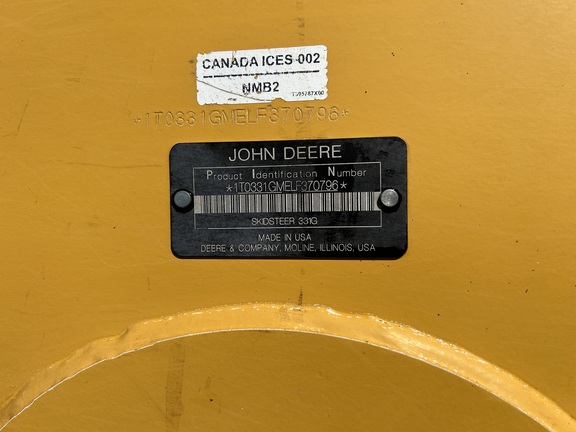 CANADA ICES-002
NMB2
*1T0331GMELF370796*
JOHN DEERE
Product Identification Number
*1T0331GMELF370796*
SKIDSTEER 331G
MADE IN USA
DEERE & COMPANY, MOLINE, ILLINOIS, USA